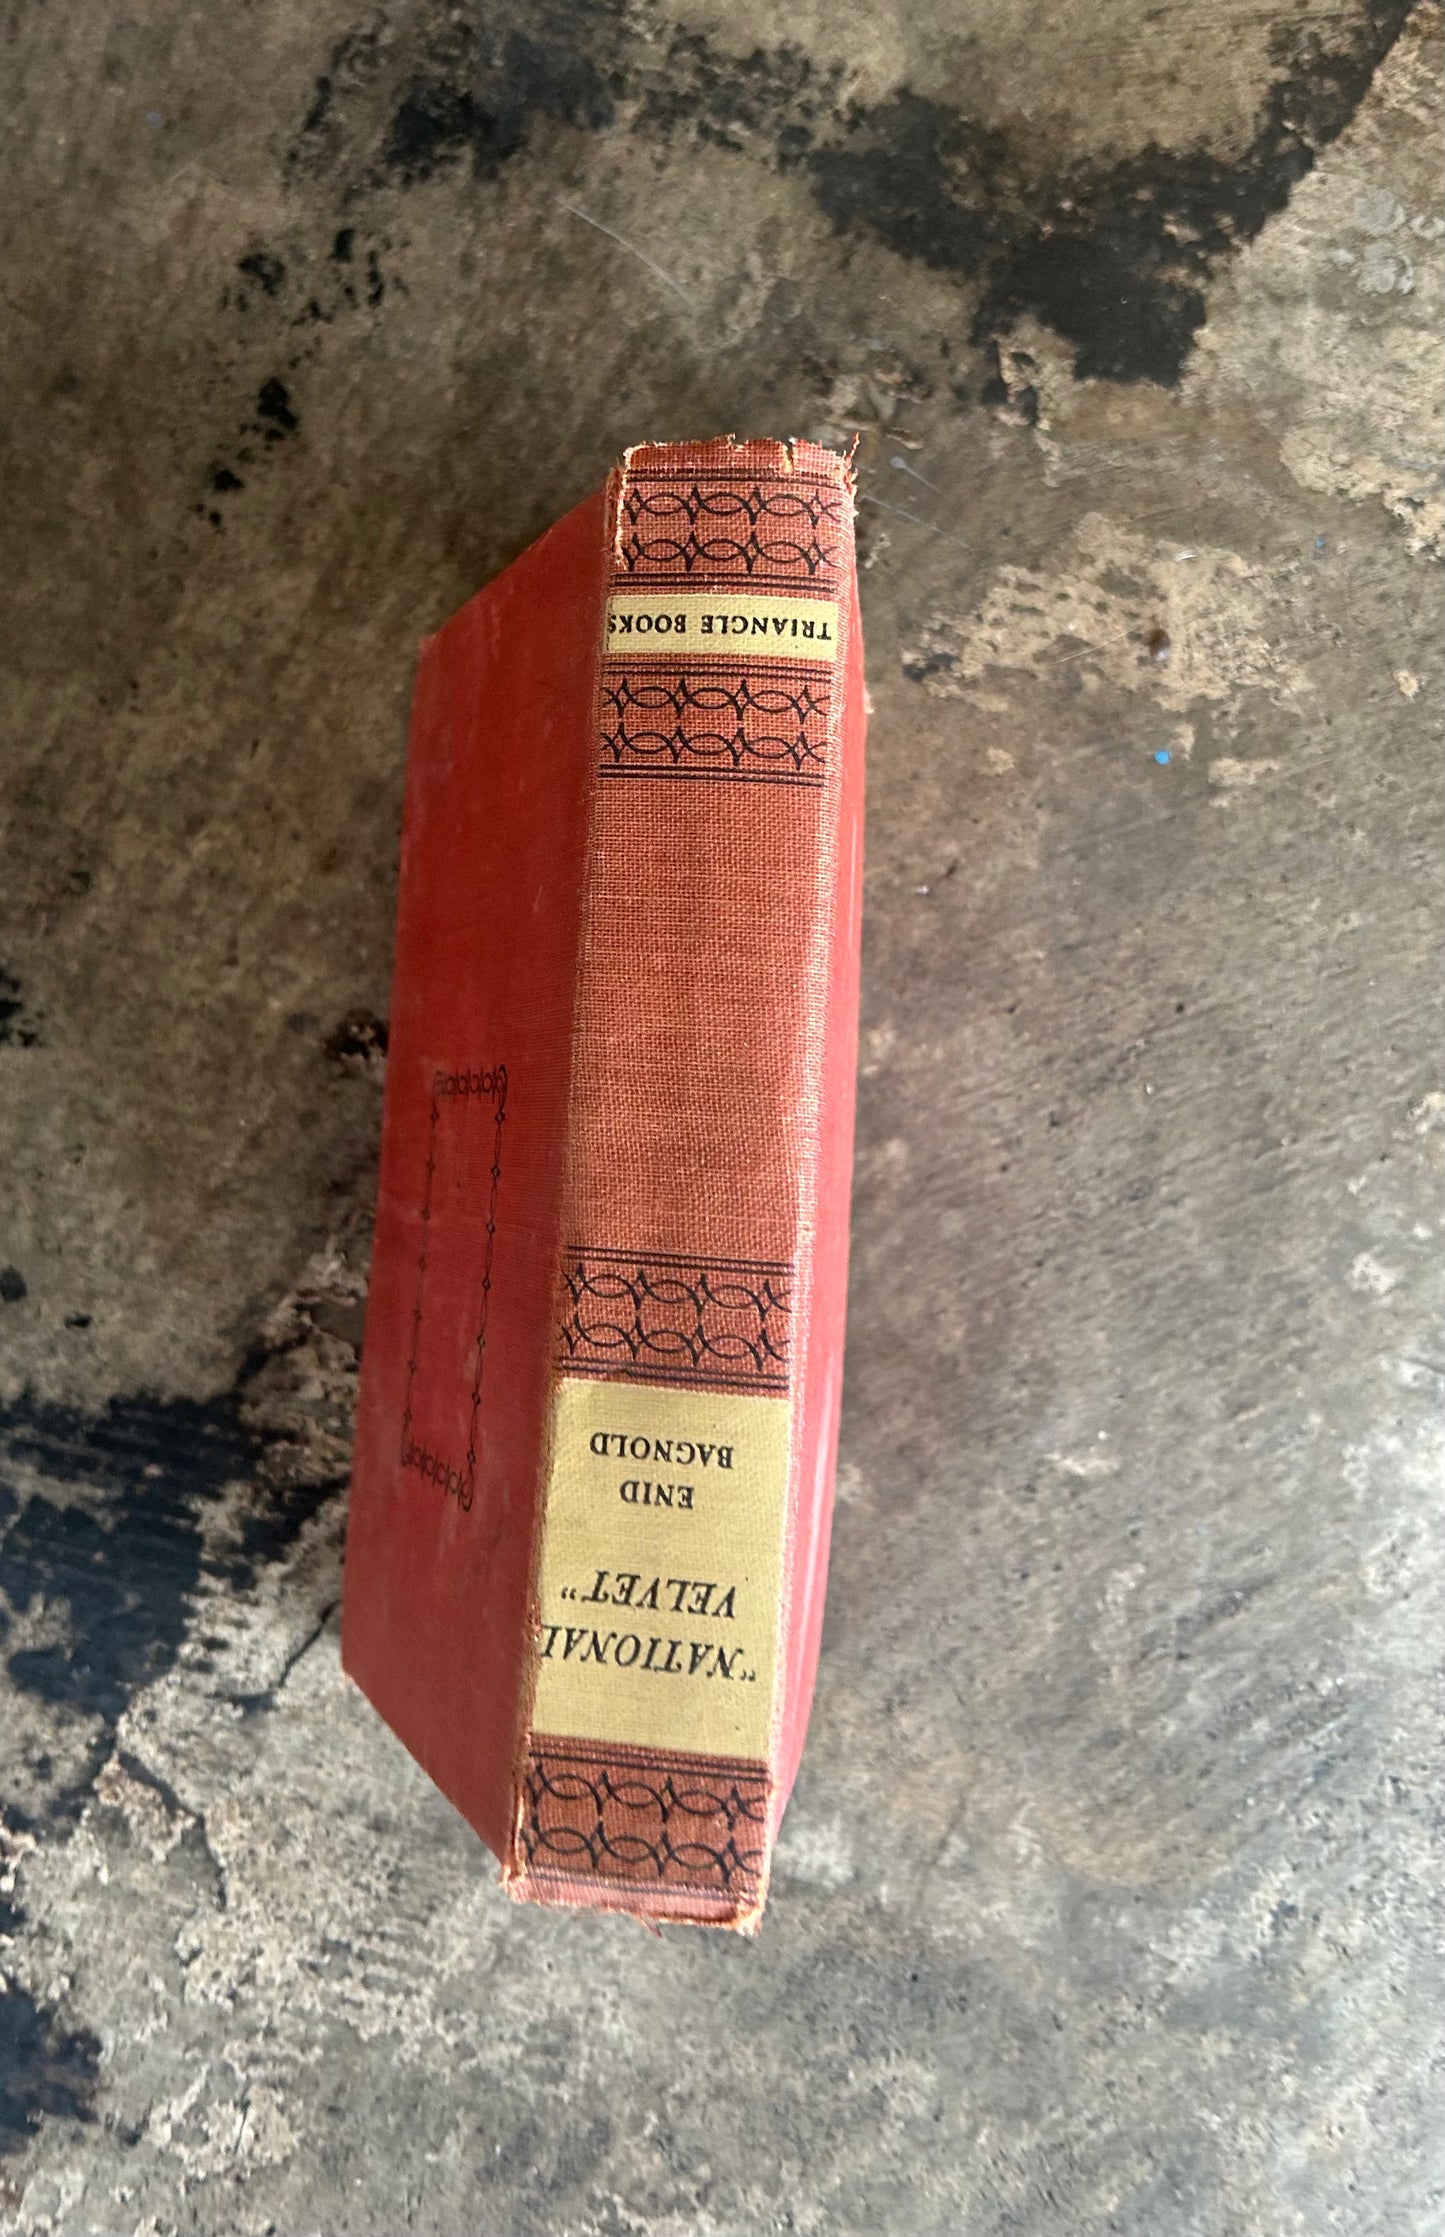 "NATIONAL
VELVET"
ENID
BAGNOLD
TRIANGLE BOOKS